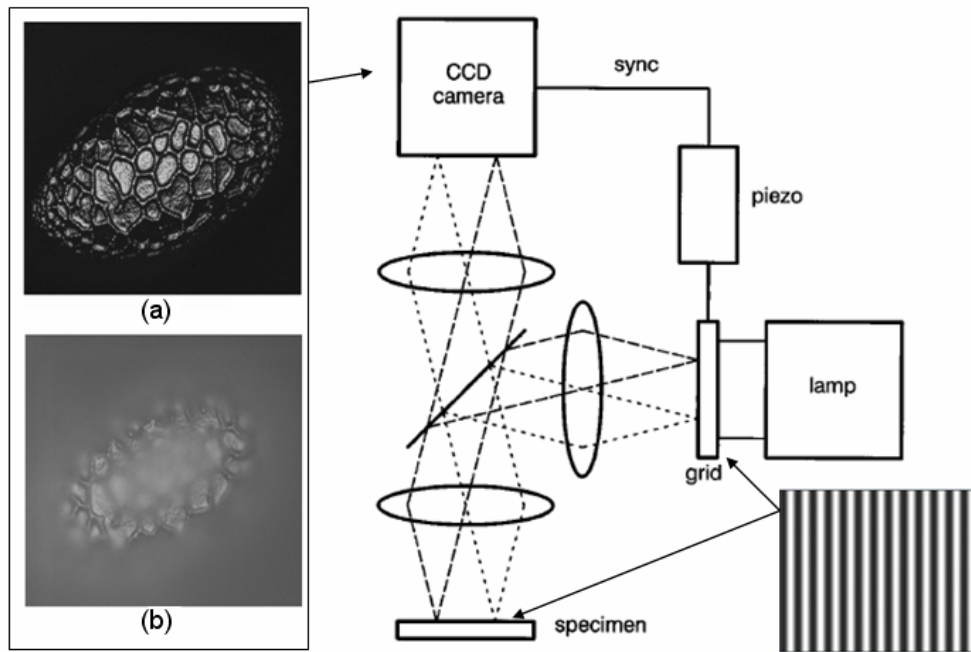 CCD
camera
sync
piezo
lamp
grid
specimen
(a)
(b)